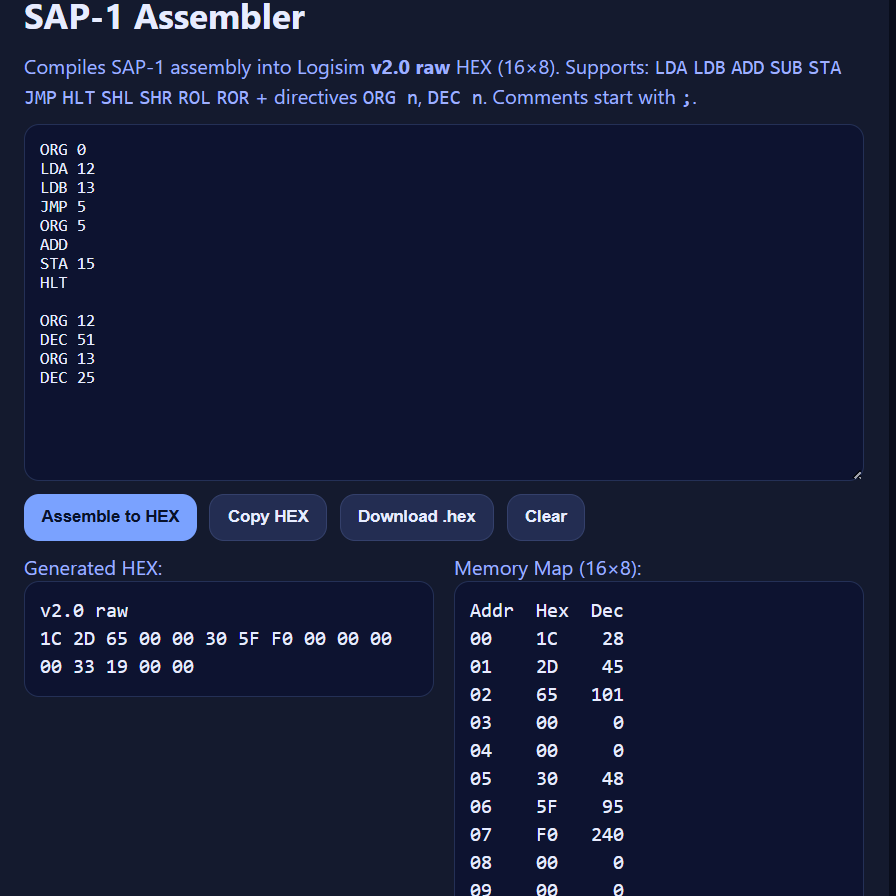 SAP-1 Assembler
Compiles SAP-1 assembly into Logisim v2.0 raw HEX (16×8). Supports: LDA LDB ADD SUB STA
JMP HLT SHL SHR ROL ROR + directives ORG n, DEC n. Comments start with ;.
ORG 0
LDA 12
LDB 13
JMP 5
ORG 5
ADD
STA 15
HLT
ORG 12
DEC 51
ORG 13
DEC 25
Assemble to HEX Copy HEX Download .hex Clear
Generated HEX:
v2.0 raw
1C 2D 65 00 00 30 5F F0 00 00 00
00 33 19 00 00
Memory Map (16×8):
Addr Hex Dec
00 1C 28
01 2D 45
02 65 101
03 00 0
04 00 0
05 30 48
06 5F 95
07 F0 240
08 00 0
09 00 0